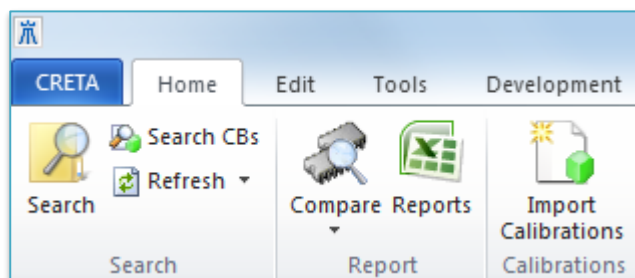 CRETA Home Edit Tools Development
Search CBs
Refresh
Search Compare Reports Import
Calibrations
Search Report Calibrations